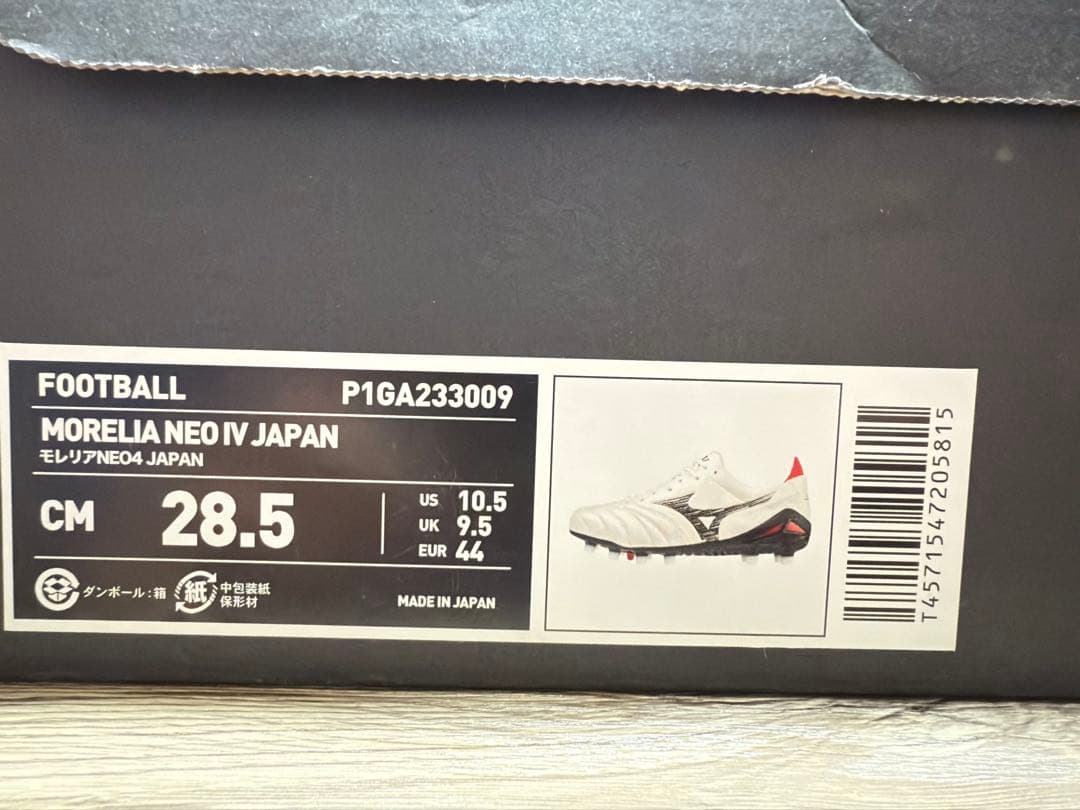 FOOTBALL
P1GA233009
MORELIA NEO IV JAPAN
モレリアNEO4 JAPAN
CM 28.5
US 10.5
UK 9.5
EUR 44
ダンボール:箱
紙 中包装紙
保形材
MADE IN JAPAN
T4571547205815